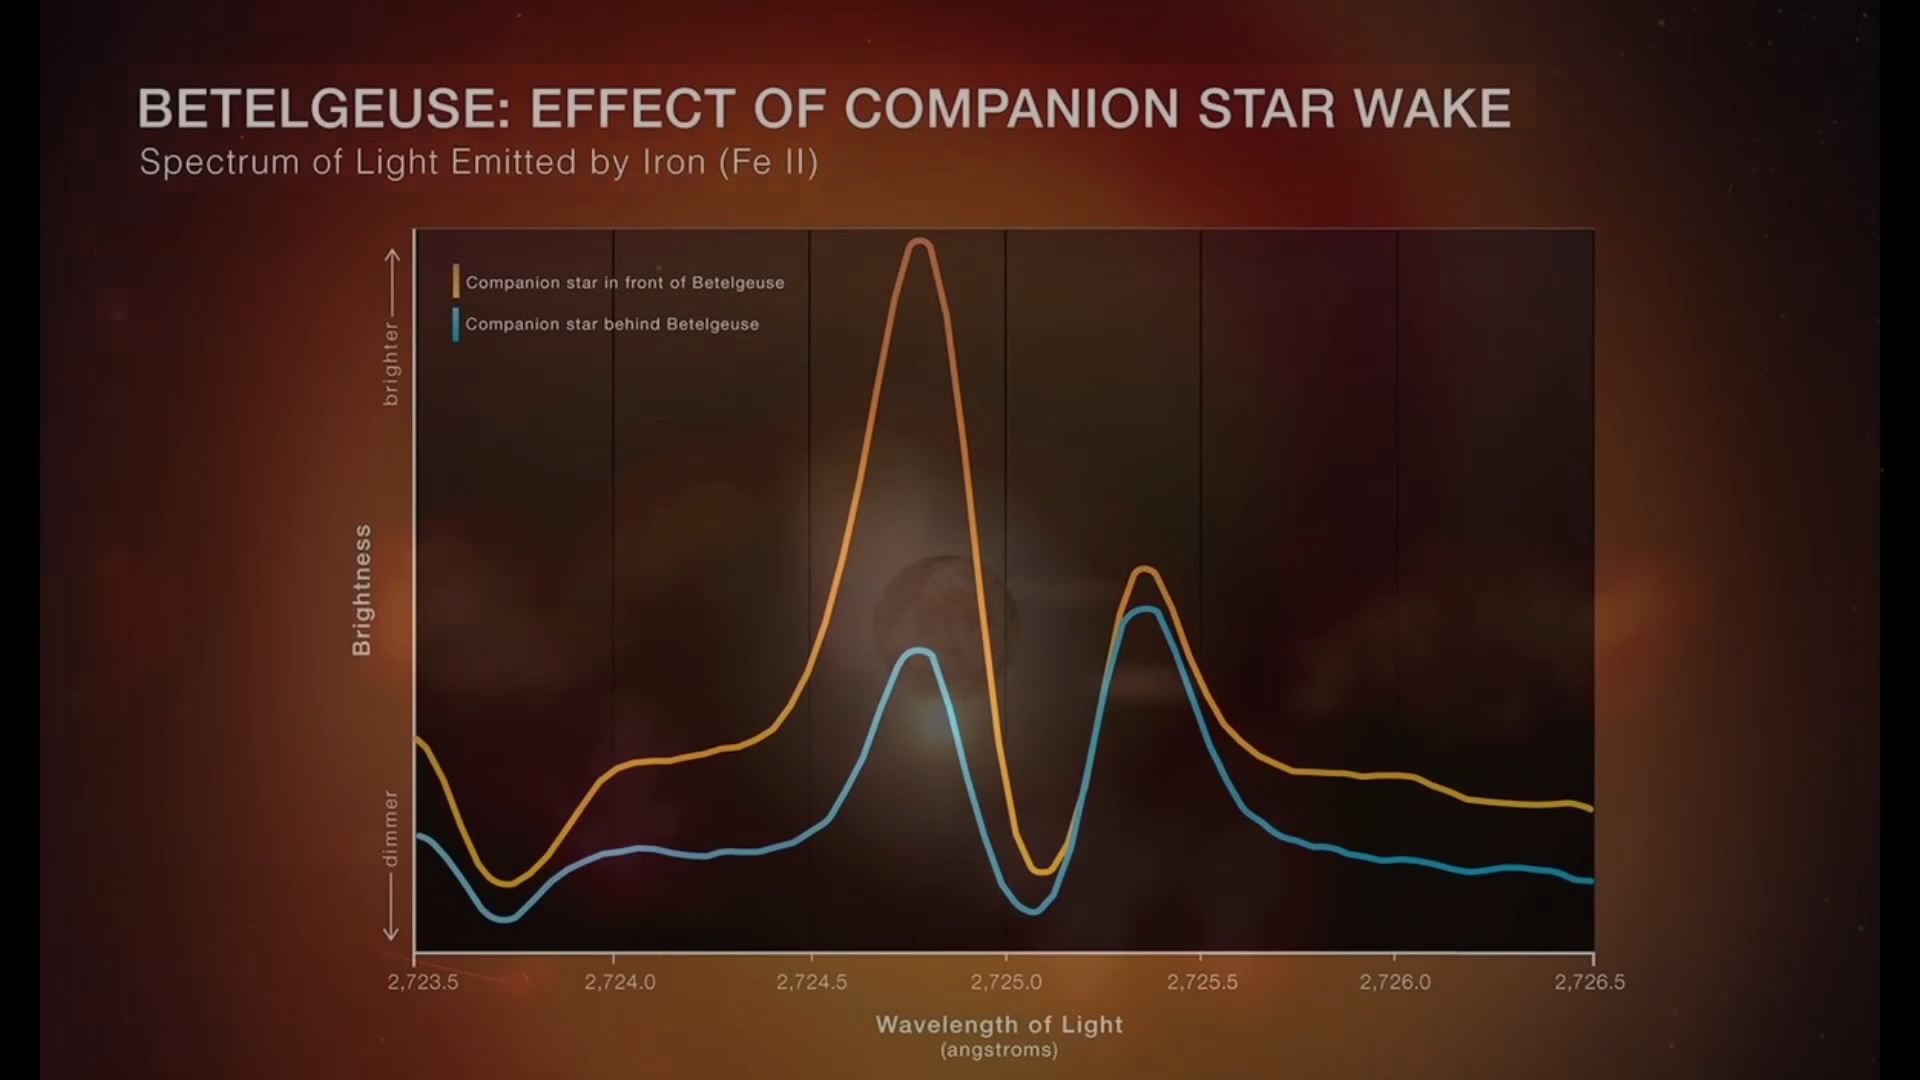 BETELGEUSE: EFFECT OF COMPANION STAR WAKE
Spectrum of Light Emitted by Iron (Fe II)
Companion star in front of Betelgeuse
Companion star behind Betelgeuse
brighter
Brightness
dimmer
2,723.5 2,724.0 2,724.5 2,725.0 2,725.5 2,726.0 2,726.5
Wavelength of Light
(angstroms)